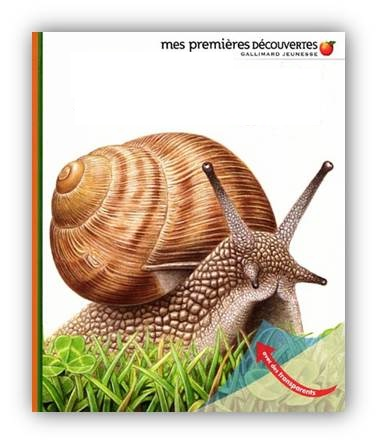 mes premières DÉCOUVERTES
GALLIMARD JEUNESSE
avec des transparents